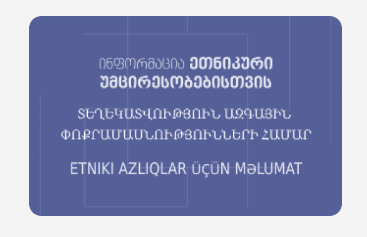 ᲘᲜᲤᲝᲠᲛᲐᲪᲘᲐ ᲔᲗᲜᲘᲙᲣᲠᲘ
ᲣᲛᲪᲘᲠᲔᲡᲝᲑᲔᲑᲘᲡᲗᲕᲘᲡ
ՏԵՂԵԿԱՏՎՈՒԹՅՈՒՆ ԱԶԳԱՅԻՆ
ՓՈՔՐԱՄԱՍՆՈՒԹՅՈՒՆՆԵՐԻ ՀԱՄԱՐ
ETNIKI AZLIQLAR ÜÇÜN MƏLUMAT